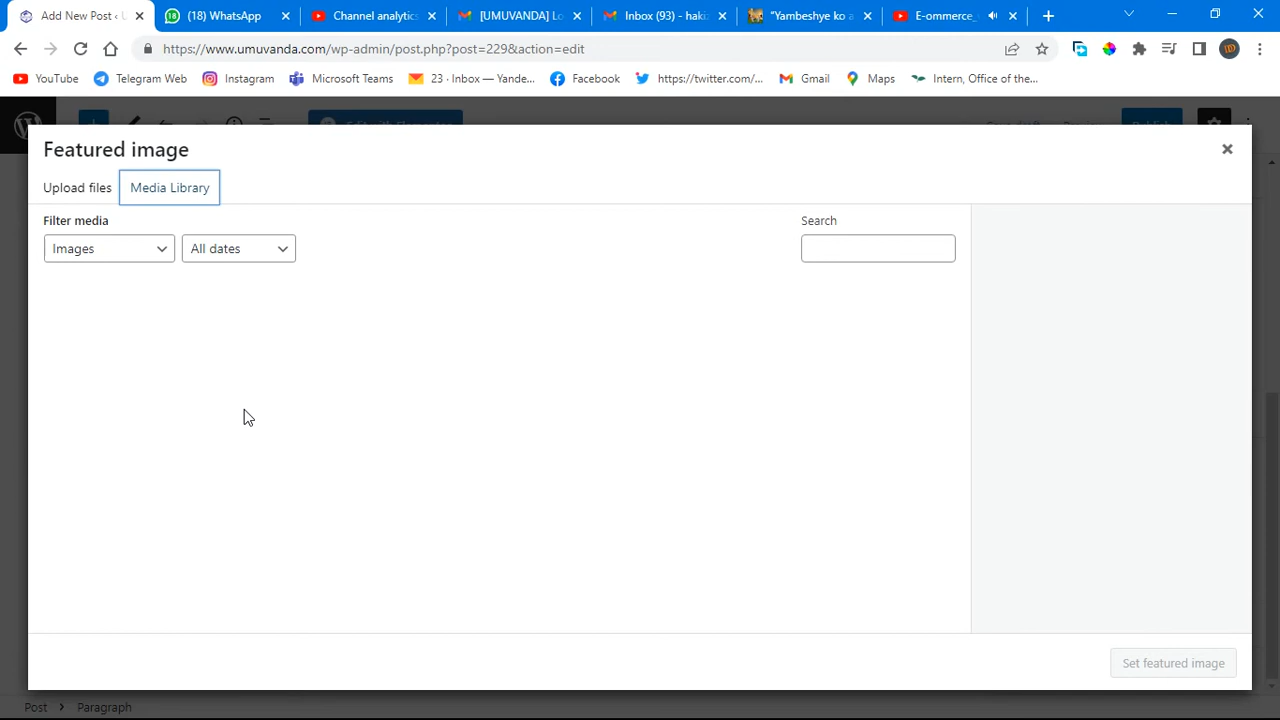 Add New Post ‹ U
(18) WhatsApp
Channel analytics
[UMUVANDA] Lo
Inbox (93) - haki
"Yambeshye ko a
E-ommerce_
https://www.umuvanda.com/wp-admin/post.php?post=229&action=edit
YouTube
Telegram Web
Instagram
Microsoft Teams
23 · Inbox — Yande...
Facebook
https://twitter.com/...
Gmail
Maps
Intern, Office of the...
Featured image
Upload files
Media Library
Filter media
Search
Images
All dates
Set featured image
Post
Paragraph